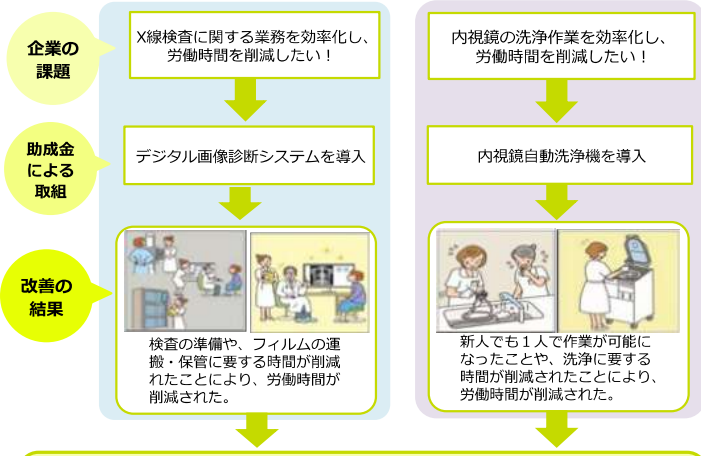 企業の
課題
X線検査に関する業務を効率化し、
労働時間を削減したい！
内視鏡の洗浄作業を効率化し、
労働時間を削減したい！
助成金
による
取組
デジタル画像診断システムを導入
内視鏡自動洗浄機を導入
改善の
結果
検査の準備や、フィルムの運
搬・保管に要する時間が削減
れたことにより、労働時間が
削減された。
新人でも１人で作業が可能に
なったことや、洗浄に要する
時間が削減されたことにより、
労働時間が削減された。